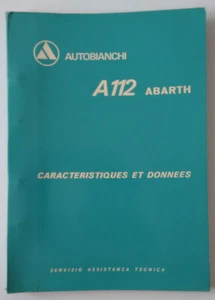 AUTOBIANCHI
A112 ABARTH
CARACTERISTIQUES ET DONNEES
SERVIZIO ASSISTENZA TECNICA